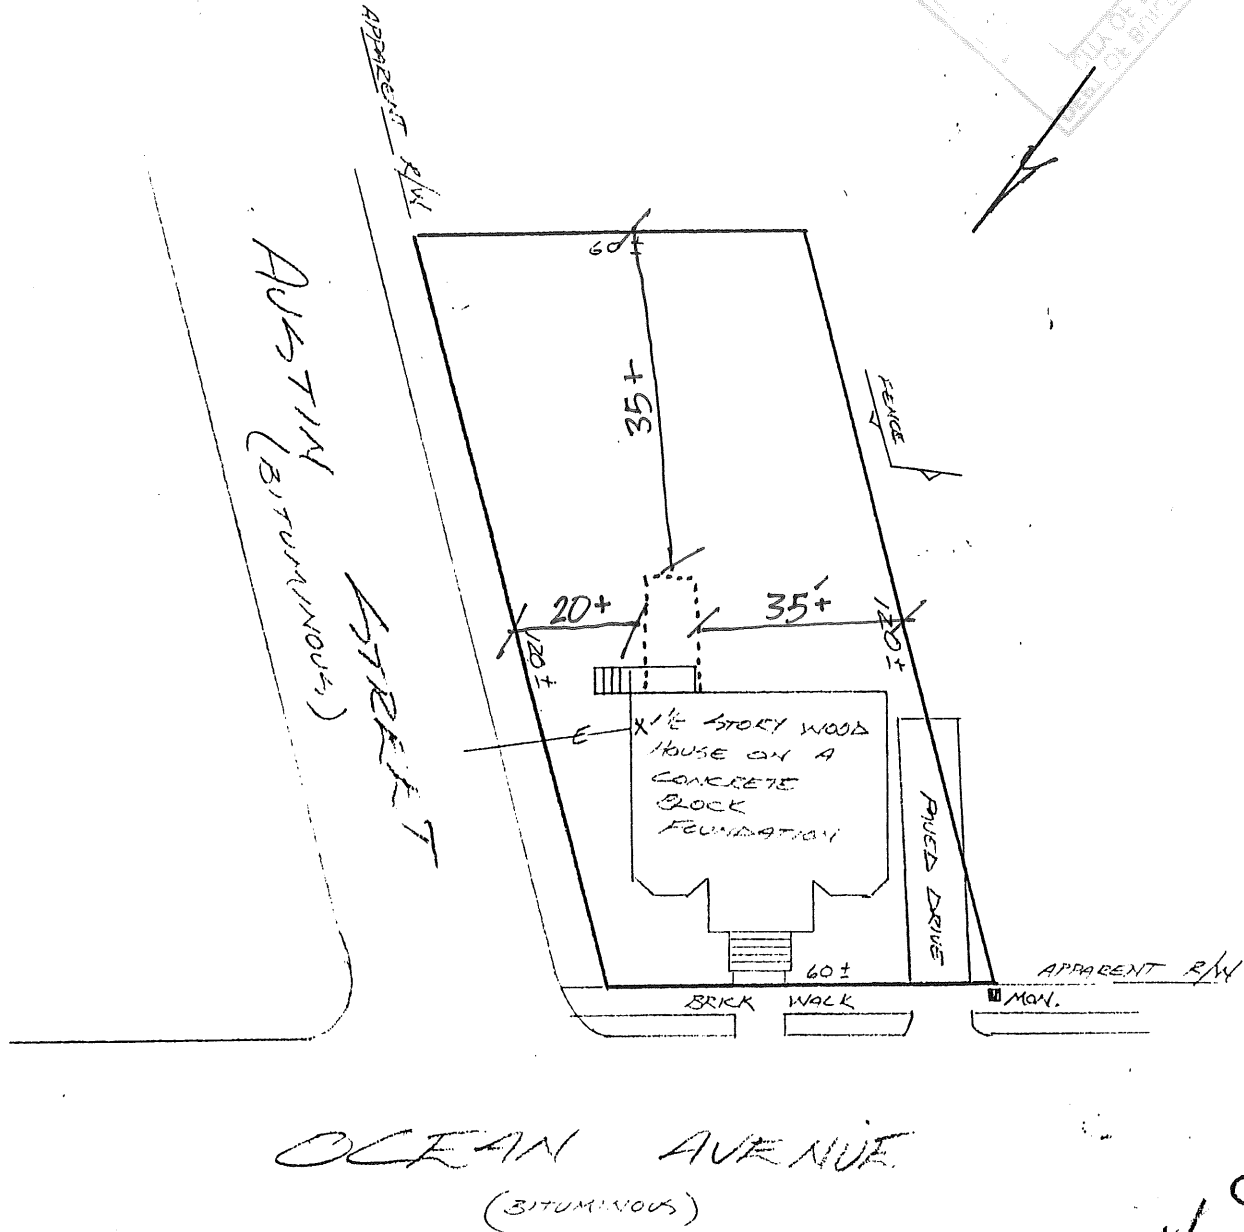 APPARENT R/W
60±
AUSTIN STREET
(BITUMINOUS)
35+
FENCE
20+
35'+
120±
120±
E
1½ STORY WOOD
HOUSE ON A
CONCRETE
BLOCK
FOUNDATION
PAVED DRIVE
60±
APPARENT R/W
BRICK WALK
MON.
OCEAN AVENUE
(BITUMINOUS)